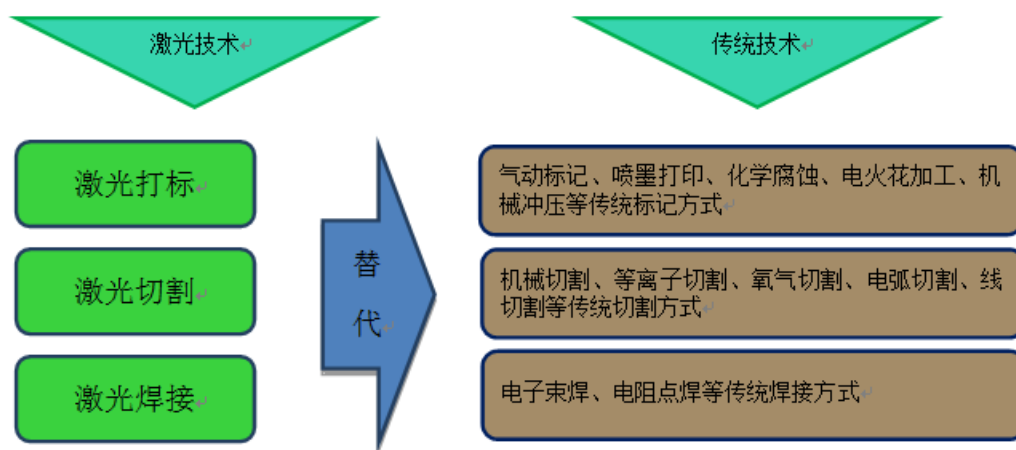 激光技术
传统技术
激光打标
激光切割
激光焊接
替
代
气动标记、喷墨打印、化学腐蚀、电火花加工、机
械冲压等传统标记方式
机械切割、等离子切割、氧气切割、电弧切割、线
切割等传统切割方式
电子束焊、电阻点焊等传统焊接方式